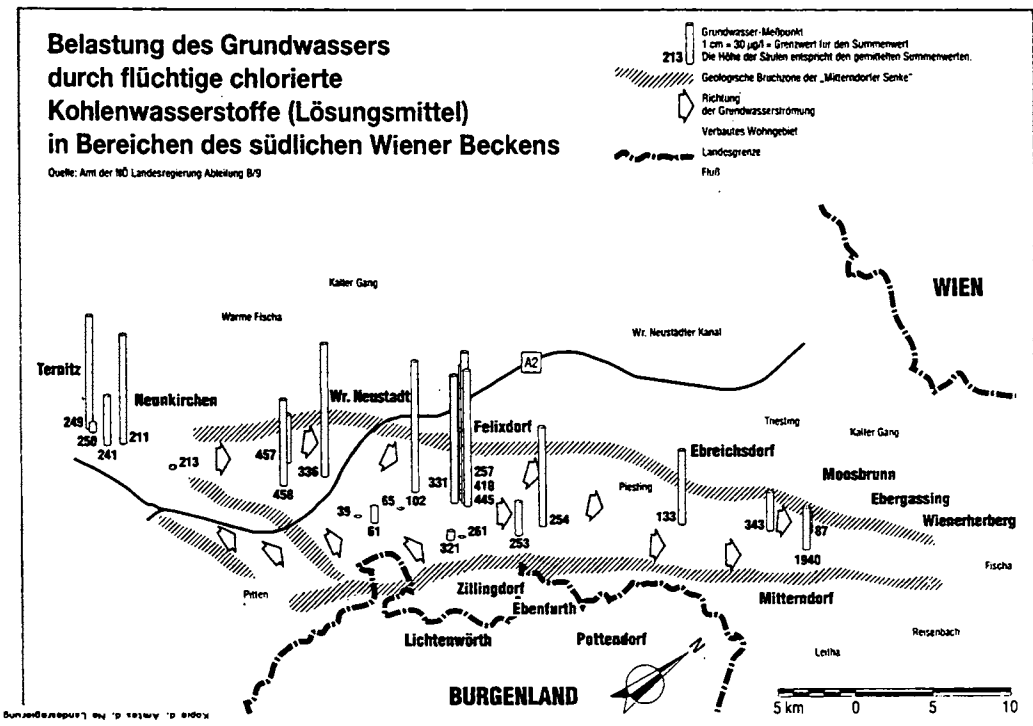 Belastung des Grundwassers
durch flüchtige chlorierte
Kohlenwasserstoffe (Lösungsmittel)
in Bereichen des südlichen Wiener Beckens
Quelle: Amt der NÖ Landesregierung Abteilung B/9
Grundwasser-Meßpunkt
1 cm = 30 µg/l = Grenzwert für den Summenwert
213 Die Höhe der Säulen entspricht den gemittelten Summenwerten.
Geologische Bruchzone der „Mitterndorfer Senke"
Richtung
der Grundwasserströmung
Verbautes Wohngebiet
Landesgrenze
Fluß
WIEN
Kalter Gang
Warme Fischa
Wr. Neustädter Kanal
A2
Ternitz
Neunkirchen
Wr. Neustadt
Felixdorf
Ebreichsdorf
Triesting
Kalter Gang
Moosbrunn
Ebergassing
Wienerherberg
249
250
241
211
213
457
458
336
39
61
65
102
331
257
418
445
321
261
253
254
Piesting
133
343
87
1940
Fischa
Pitten
Zillingdorf
Ebenfurth
Mitterndorf
Lichtenwörth
Pottendorf
Reisenbach
Leitha
BURGENLAND
N
5 km 0 5 10
Kopie d. Amtes d. Nö Landesregierung